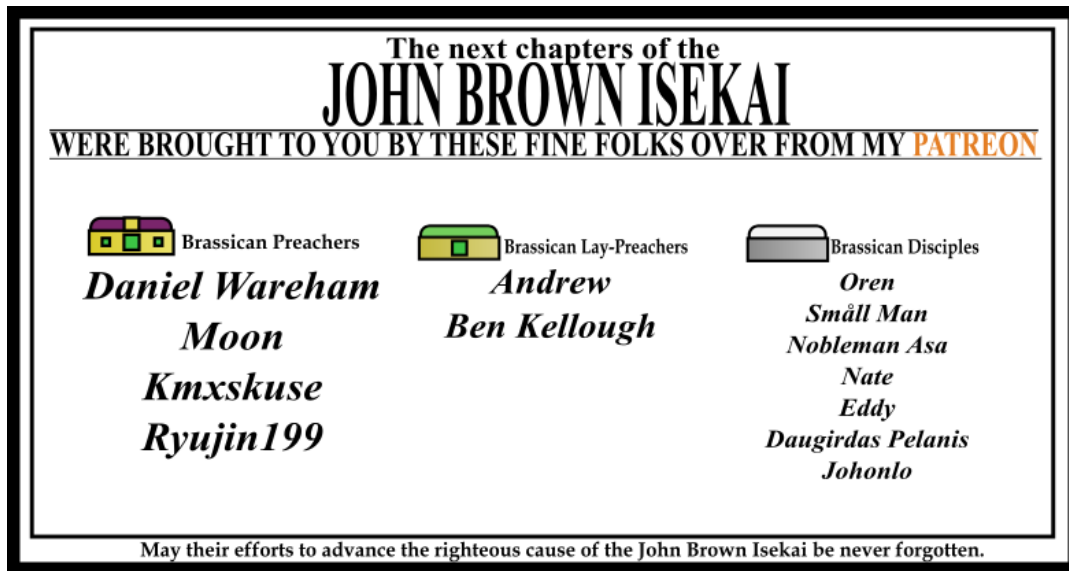 The next chapters of the
JOHN BROWN ISEKAI
WERE BROUGHT TO YOU BY THESE FINE FOLKS OVER FROM MY PATREON
Brassican Preachers
Daniel Wareham
Moon
Kmxskuse
Ryujin199
Brassican Lay-Preachers
Andrew
Ben Kellough
Brassican Disciples
Oren
Småll Man
Nobleman Asa
Nate
Eddy
Daugirdas Pelanis
Johonlo
May their efforts to advance the righteous cause of the John Brown Isekai be never forgotten.